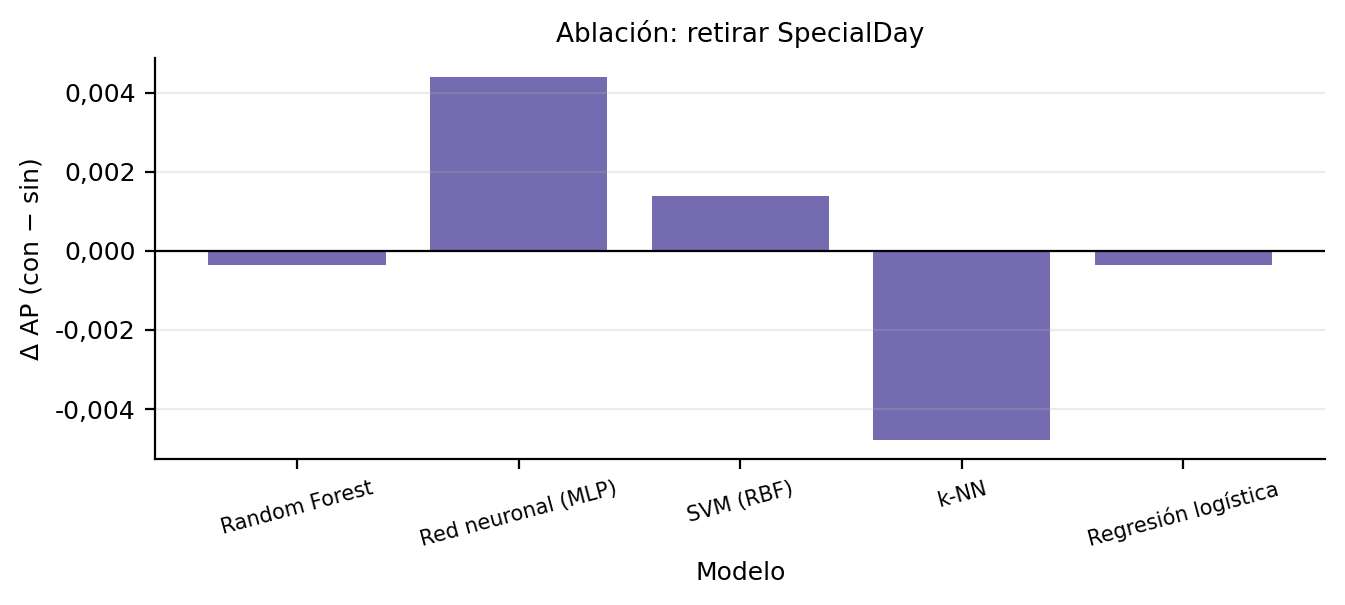 Ablación: retirar SpecialDay
Δ AP (con − sin)
0,004
0,002
0,000
-0,002
-0,004
Random Forest
Red neuronal (MLP)
SVM (RBF)
k-NN
Regresión logística
Modelo